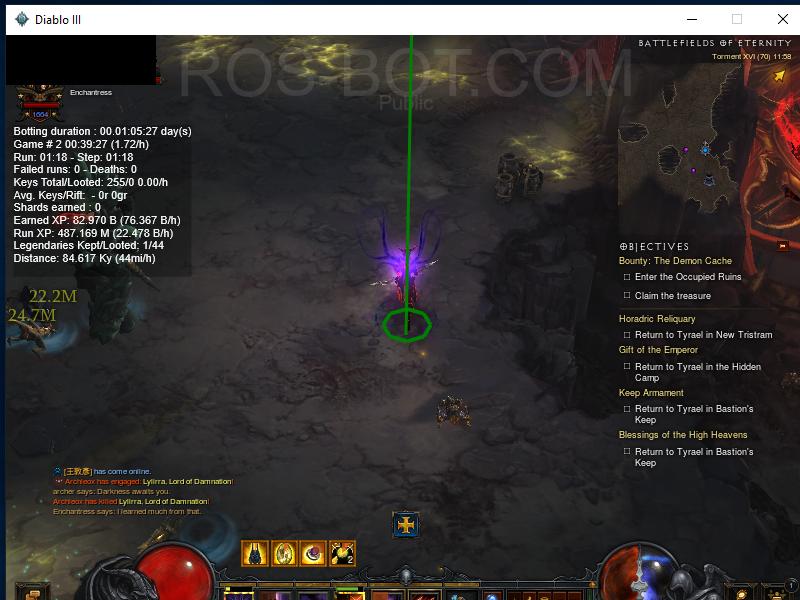 Diablo III
BATTLEFIELDS OF ETERNITY
Torment XVI (70) 11:58
ROS-BOT.COM
Public
Enchantress
1664
Botting duration : 00.01:05:27 day(s)
Game # 2 00:39:27 (1.72/h)
Run: 01:18 - Step: 01:18
Failed runs: 0 - Deaths: 0
Keys Total/Looted: 255/0 0.00/h
Avg. Keys/Rift:  - 0r 0gr
Shards earned : 0
Earned XP: 82.970 B (76.367 B/h)
Run XP: 487.169 M (22.478 B/h)
Legendaries Kept/Looted: 1/44
Distance: 84.617 Ky (44mi/h)
22.2M
24.7M
OBJECTIVES
Bounty: The Demon Cache
Enter the Occupied Ruins
Claim the treasure
Horadric Reliquary
Return to Tyrael in New Tristram
Gift of the Emperor
Return to Tyrael in the Hidden
Camp
Keep Armament
Return to Tyrael in Bastion's
Keep
Blessings of the High Heavens
Return to Tyrael in Bastion's
Keep
[王敦彥] has come online.
Archleox has engaged Lylirra, Lord of Damnation!
archer says: Darkness awaits you.
Archleox has killed Lylirra, Lord of Damnation!
Enchantress says: I learned much from that.
2
1